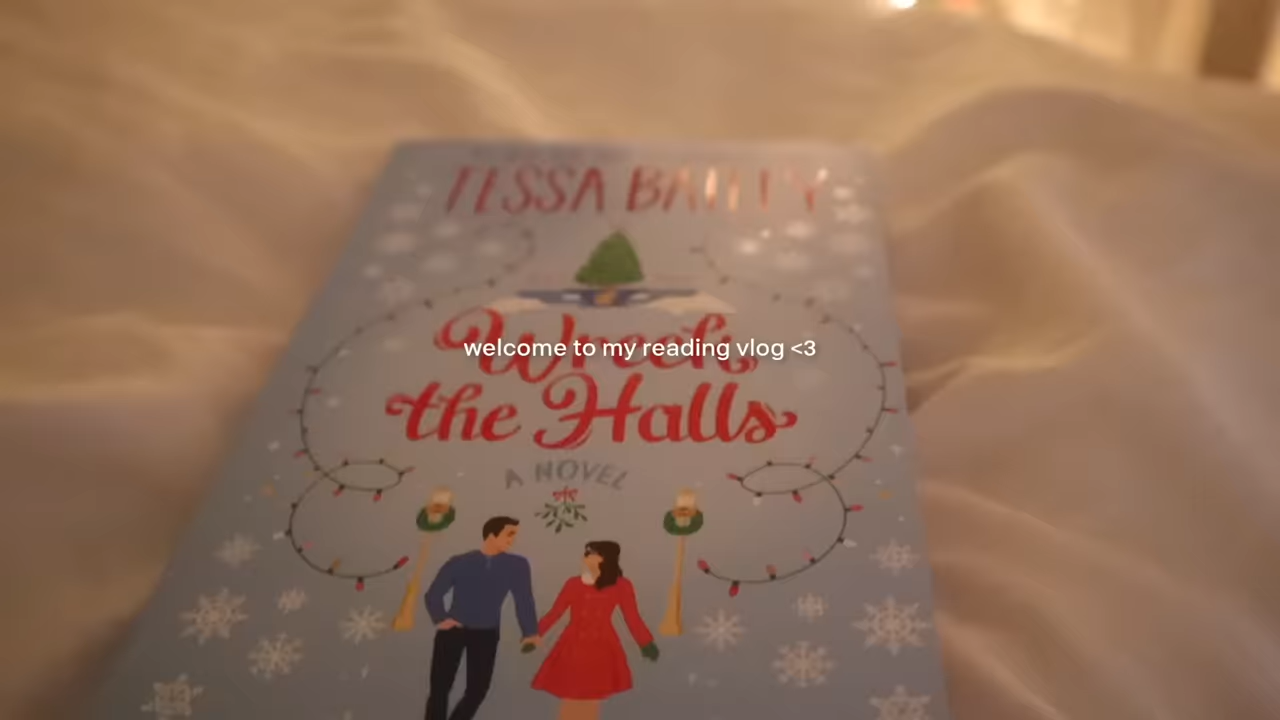 TESSA BAILEY
Wreck
welcome to my reading vlog <3
the Halls
A NOVEL